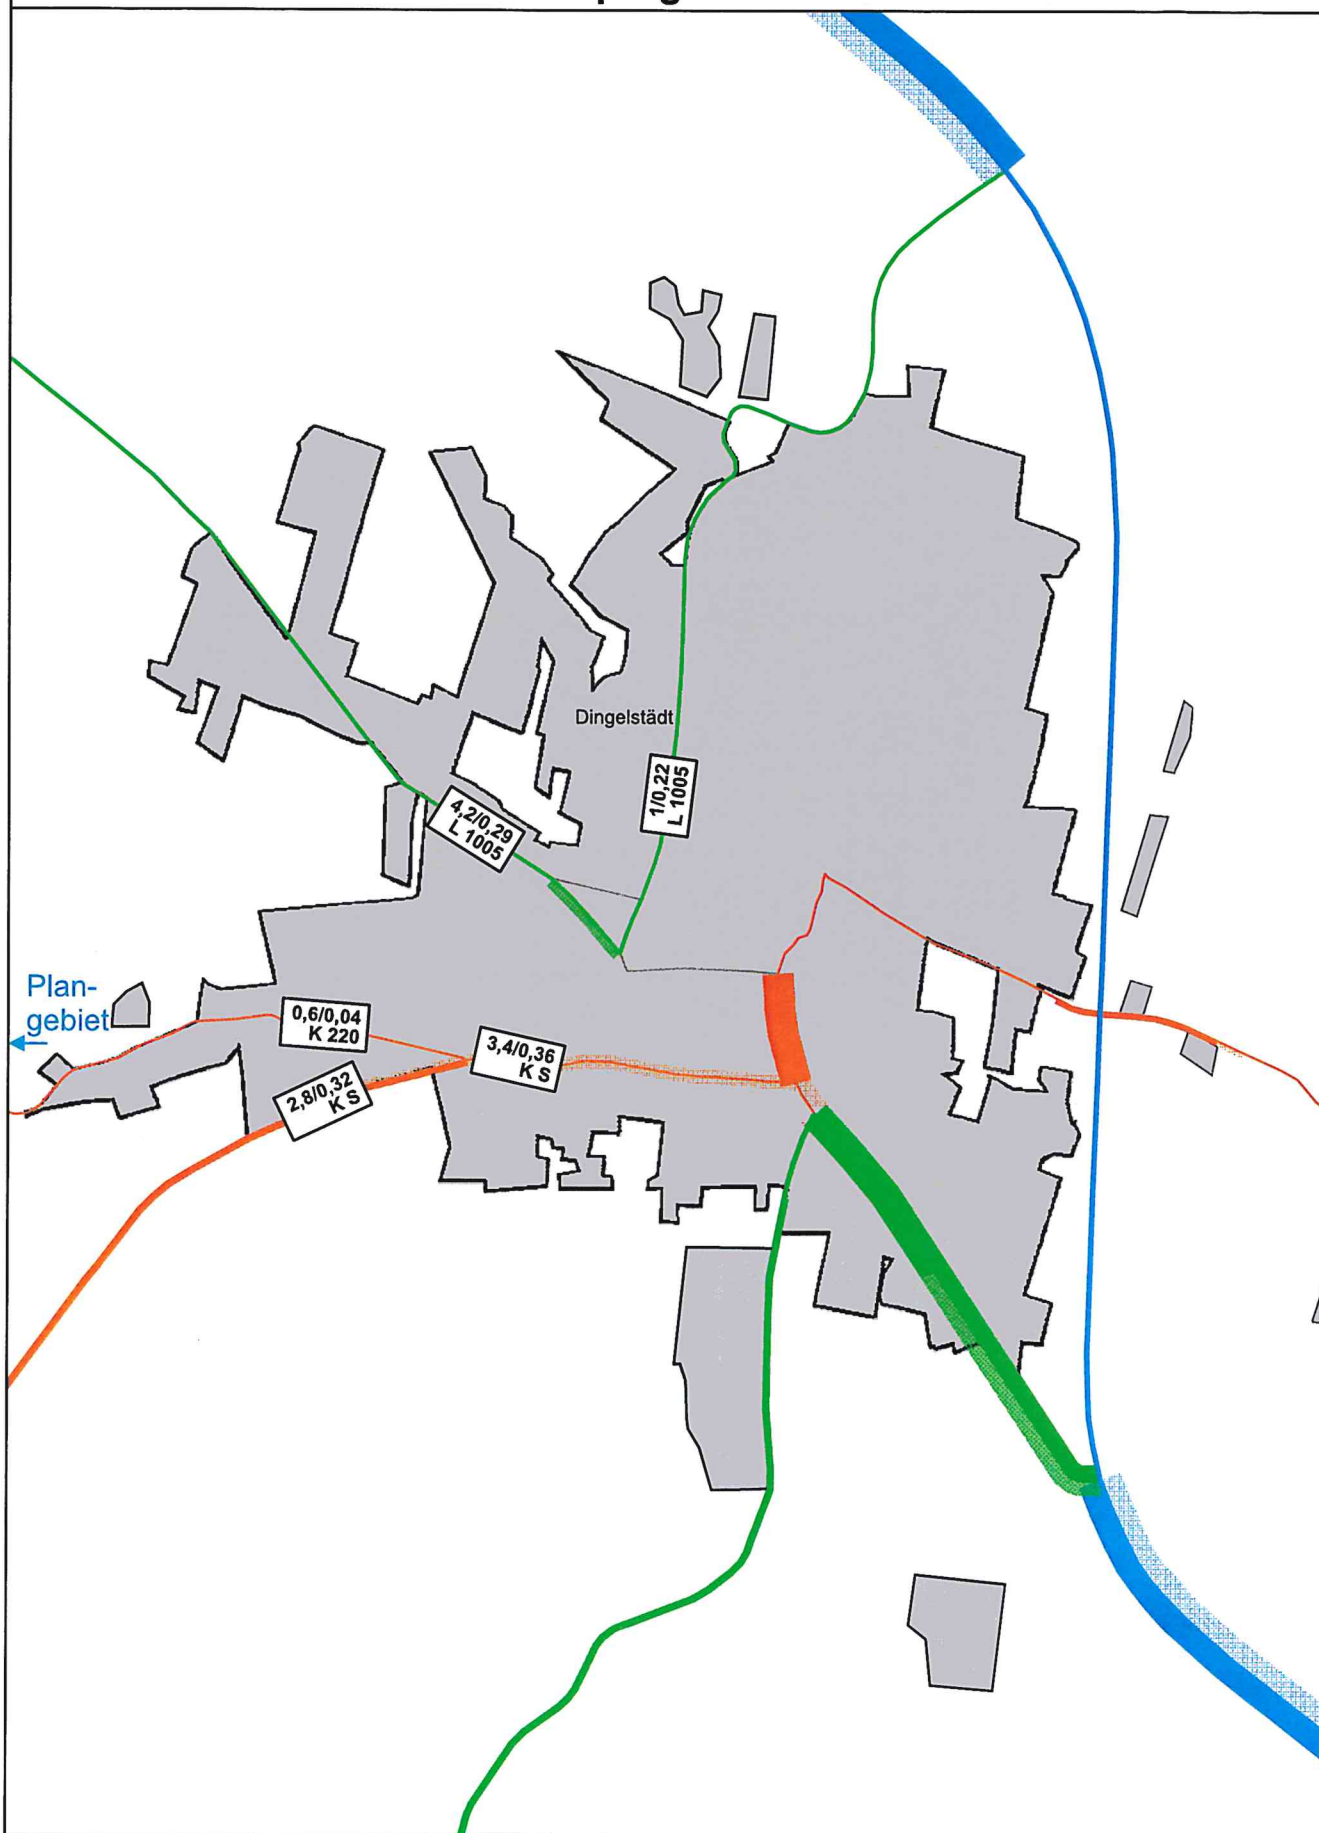 Dingelstädt
1/0,22
L 1005
4,2/0,29
L 1005
Plan-
gebiet
0,6/0,04
K 220
3,4/0,36
K S
2,8/0,32
K S